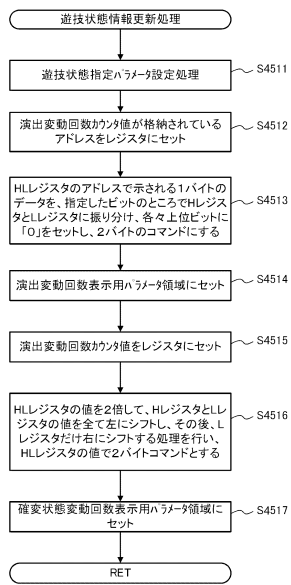 遊技状態情報更新処理
遊技状態指定パラメータ設定処理
S4511
演出変動回数カウンタ値が格納されている
アドレスをレジスタにセット
S4512
HLレジスタのアドレスで示される1バイトの
データを、指定したビットのところでHレジス
タとLレジスタに振り分け、各々上位ビットに
「0」をセットし、2バイトのコマンドにする
S4513
演出変動回数表示用パラメータ領域にセット
S4514
演出変動回数カウンタ値をレジスタにセット
S4515
HLレジスタの値を2倍して、HレジスタとLレ
ジスタの値を全て左にシフトし、その後、L
レジスタだけ右にシフトする処理を行い、
HLレジスタの値で2バイトコマンドとする
S4516
確変状態変動回数表示用パラメータ領域に
セット
S4517
RET